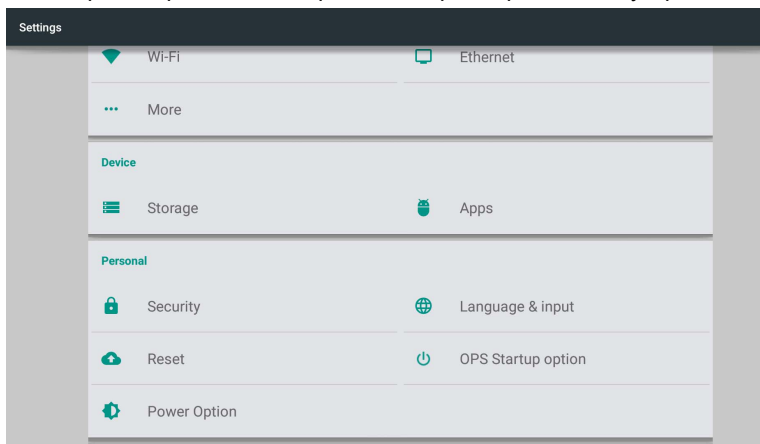 Settings
Wi-Fi
Ethernet
More
Device
Storage
Apps
Personal
Security
Language & input
Reset
OPS Startup option
Power Option